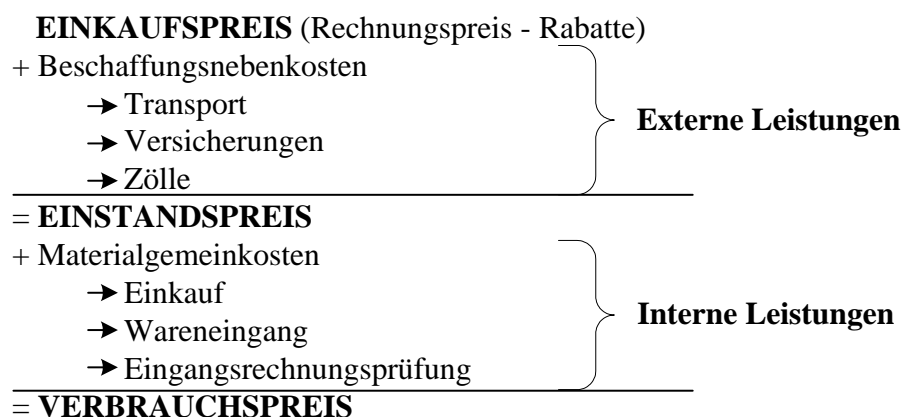 EINKAUFSPREIS (Rechnungspreis - Rabatte)
+ Beschaffungsnebenkosten
→ Transport
→ Versicherungen
→ Zölle
Externe Leistungen
= EINSTANDSPREIS
+ Materialgemeinkosten
→ Einkauf
→ Wareneingang
→ Eingangsrechnungsprüfung
Interne Leistungen
= VERBRAUCHSPREIS